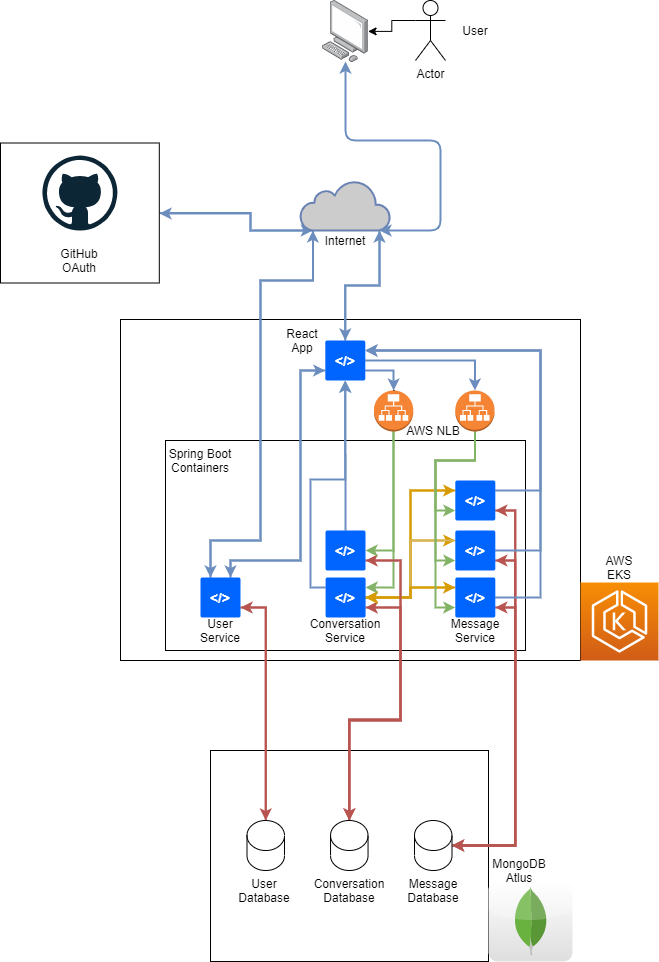 User
Actor
Internet
GitHub
OAuth
React
App
</>
AWS NLB
Spring Boot
Containers
</>
</>
</>
</>
</>
</>
User
Service
Conversation
Service
Message
Service
AWS
EKS
K
MongoDB
Atlus
User
Database
Conversation
Database
Message
Database